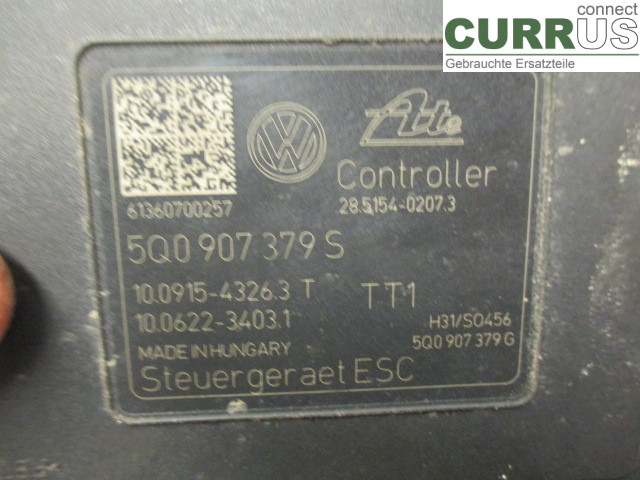 connect
CURRUS
Gebrauchte Ersatzteile
Ate
Controller
61360700257
28.5154-0207.3
5Q0 907 379 S
10.0915-4326.3 T
TT1
10.0622-3403.1
H31/SO456
MADE IN HUNGARY
5Q0 907 379 G
Steuergeraet ESC